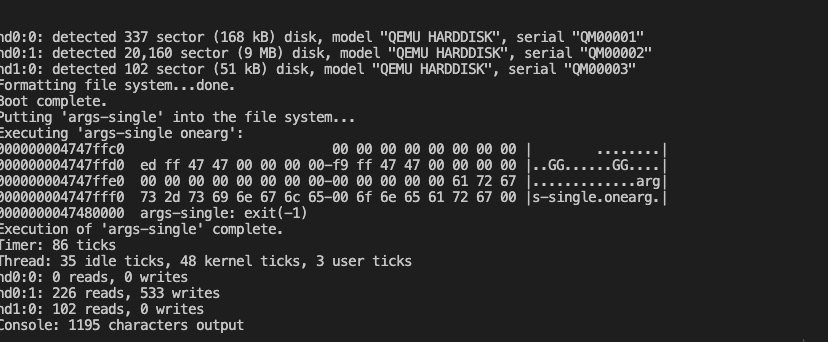 hd0:0: detected 337 sector (168 kB) disk, model "QEMU HARDDISK", serial "QM00001"
hd0:1: detected 20,160 sector (9 MB) disk, model "QEMU HARDDISK", serial "QM00002"
hd1:0: detected 102 sector (51 kB) disk, model "QEMU HARDDISK", serial "QM00003"
Formatting file system...done.
Boot complete.
Putting 'args-single' into the file system...
Executing 'args-single onearg':
000000004747ffc0                          00 00 00 00 00 00 00 00 |        ........|
000000004747ffd0  ed ff 47 47 00 00 00 00-f9 ff 47 47 00 00 00 00 |..GG......GG....|
000000004747ffe0  00 00 00 00 00 00 00 00-00 00 00 00 00 61 72 67 |.............arg|
000000004747fff0  73 2d 73 69 6e 67 6c 65-00 6f 6e 65 61 72 67 00 |s-single.onearg.|
0000000047480000  args-single: exit(-1)
Execution of 'args-single' complete.
Timer: 86 ticks
Thread: 35 idle ticks, 48 kernel ticks, 3 user ticks
hd0:0: 0 reads, 0 writes
hd0:1: 226 reads, 533 writes
hd1:0: 102 reads, 0 writes
Console: 1195 characters output